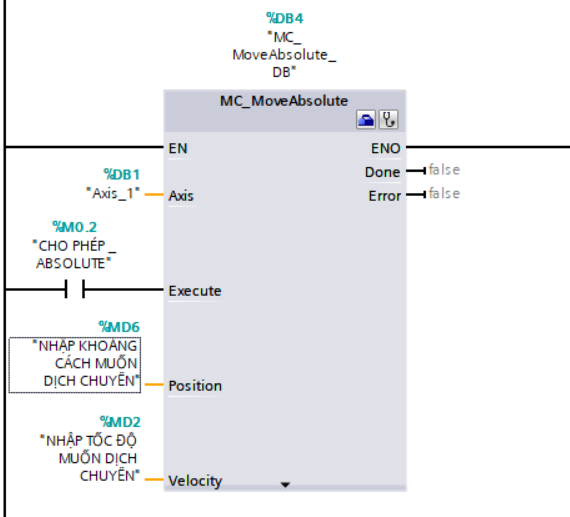 %DB4
"MC_
MoveAbsolute_
DB"
MC_MoveAbsolute
EN
ENO
Done
false
%DB1
"Axis_1"
Axis
Error
false
%M0.2
"CHO PHÉP_
ABSOLUTE"
Execute
%MD6
"NHẬP KHOẢNG
CÁCH MUỐN
DỊCH CHUYỂN"
Position
%MD2
"NHẬP TỐC ĐỘ
MUỐN DỊCH
CHUYỂN"
Velocity